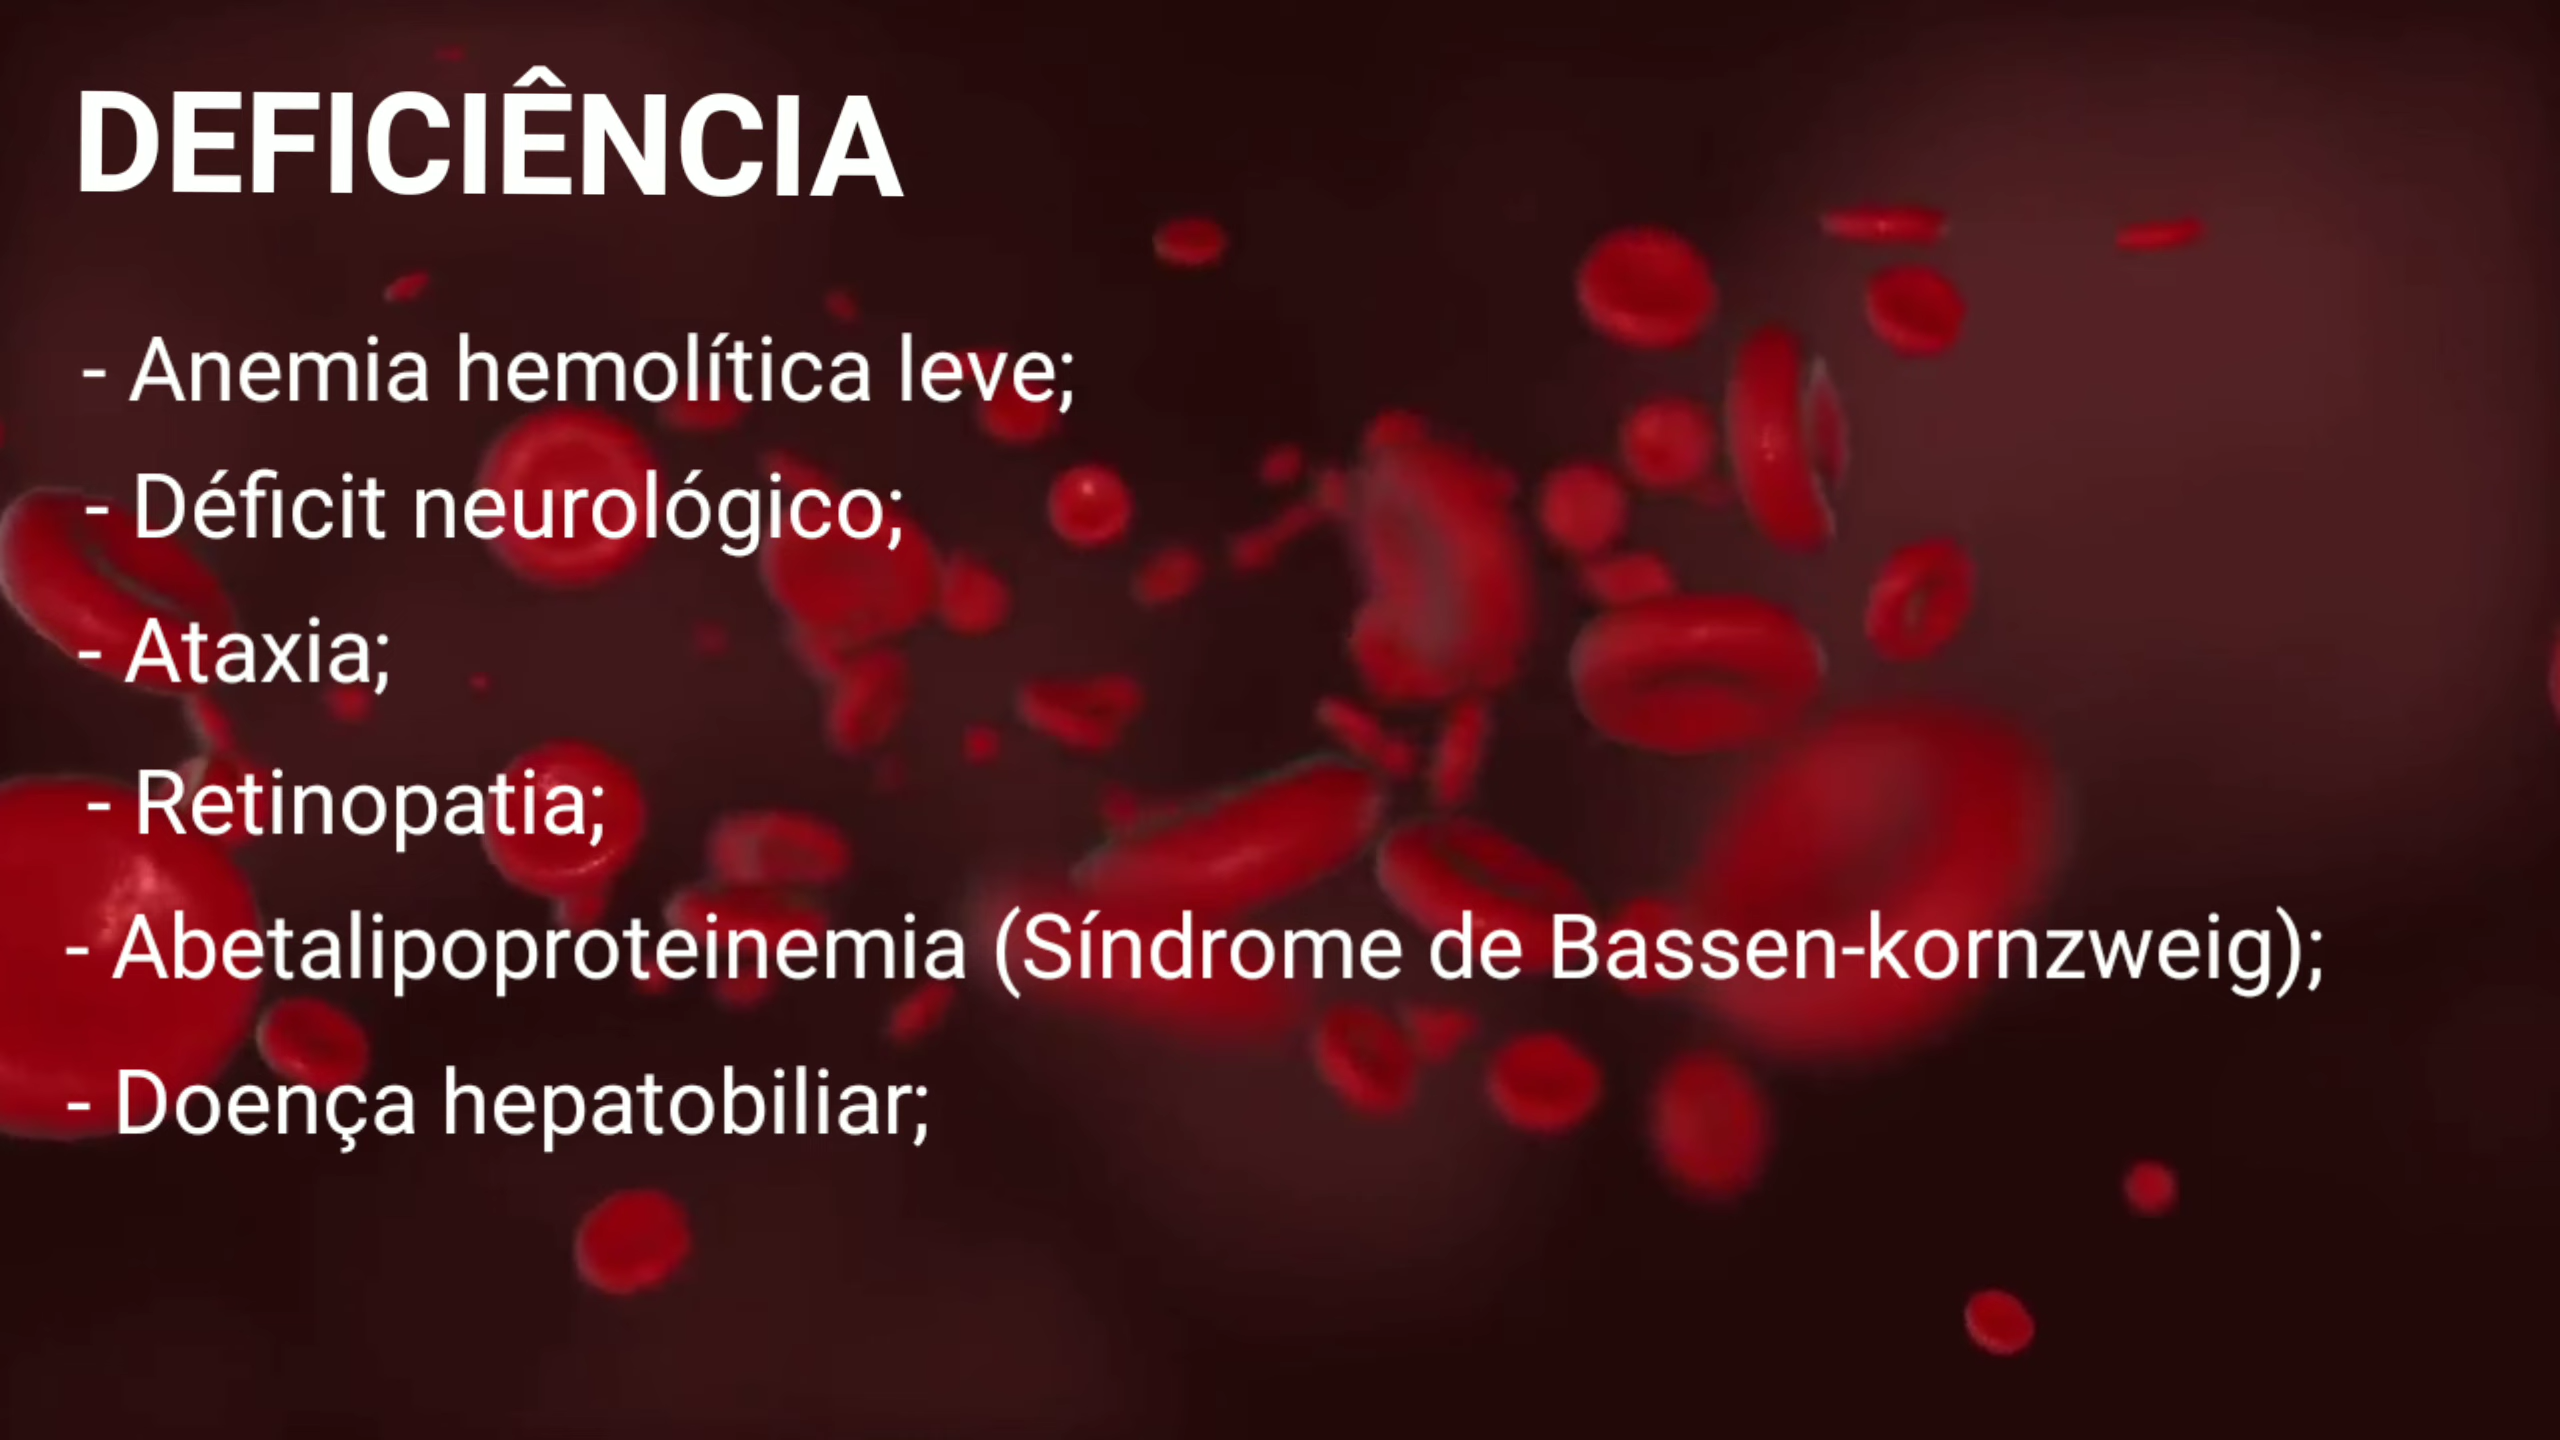 DEFICIÊNCIA
- Anemia hemolítica leve;
- Déficit neurológico;
- Ataxia;
- Retinopatia;
- Abetalipoproteinemia (Síndrome de Bassen-kornzweig);
- Doença hepatobiliar;